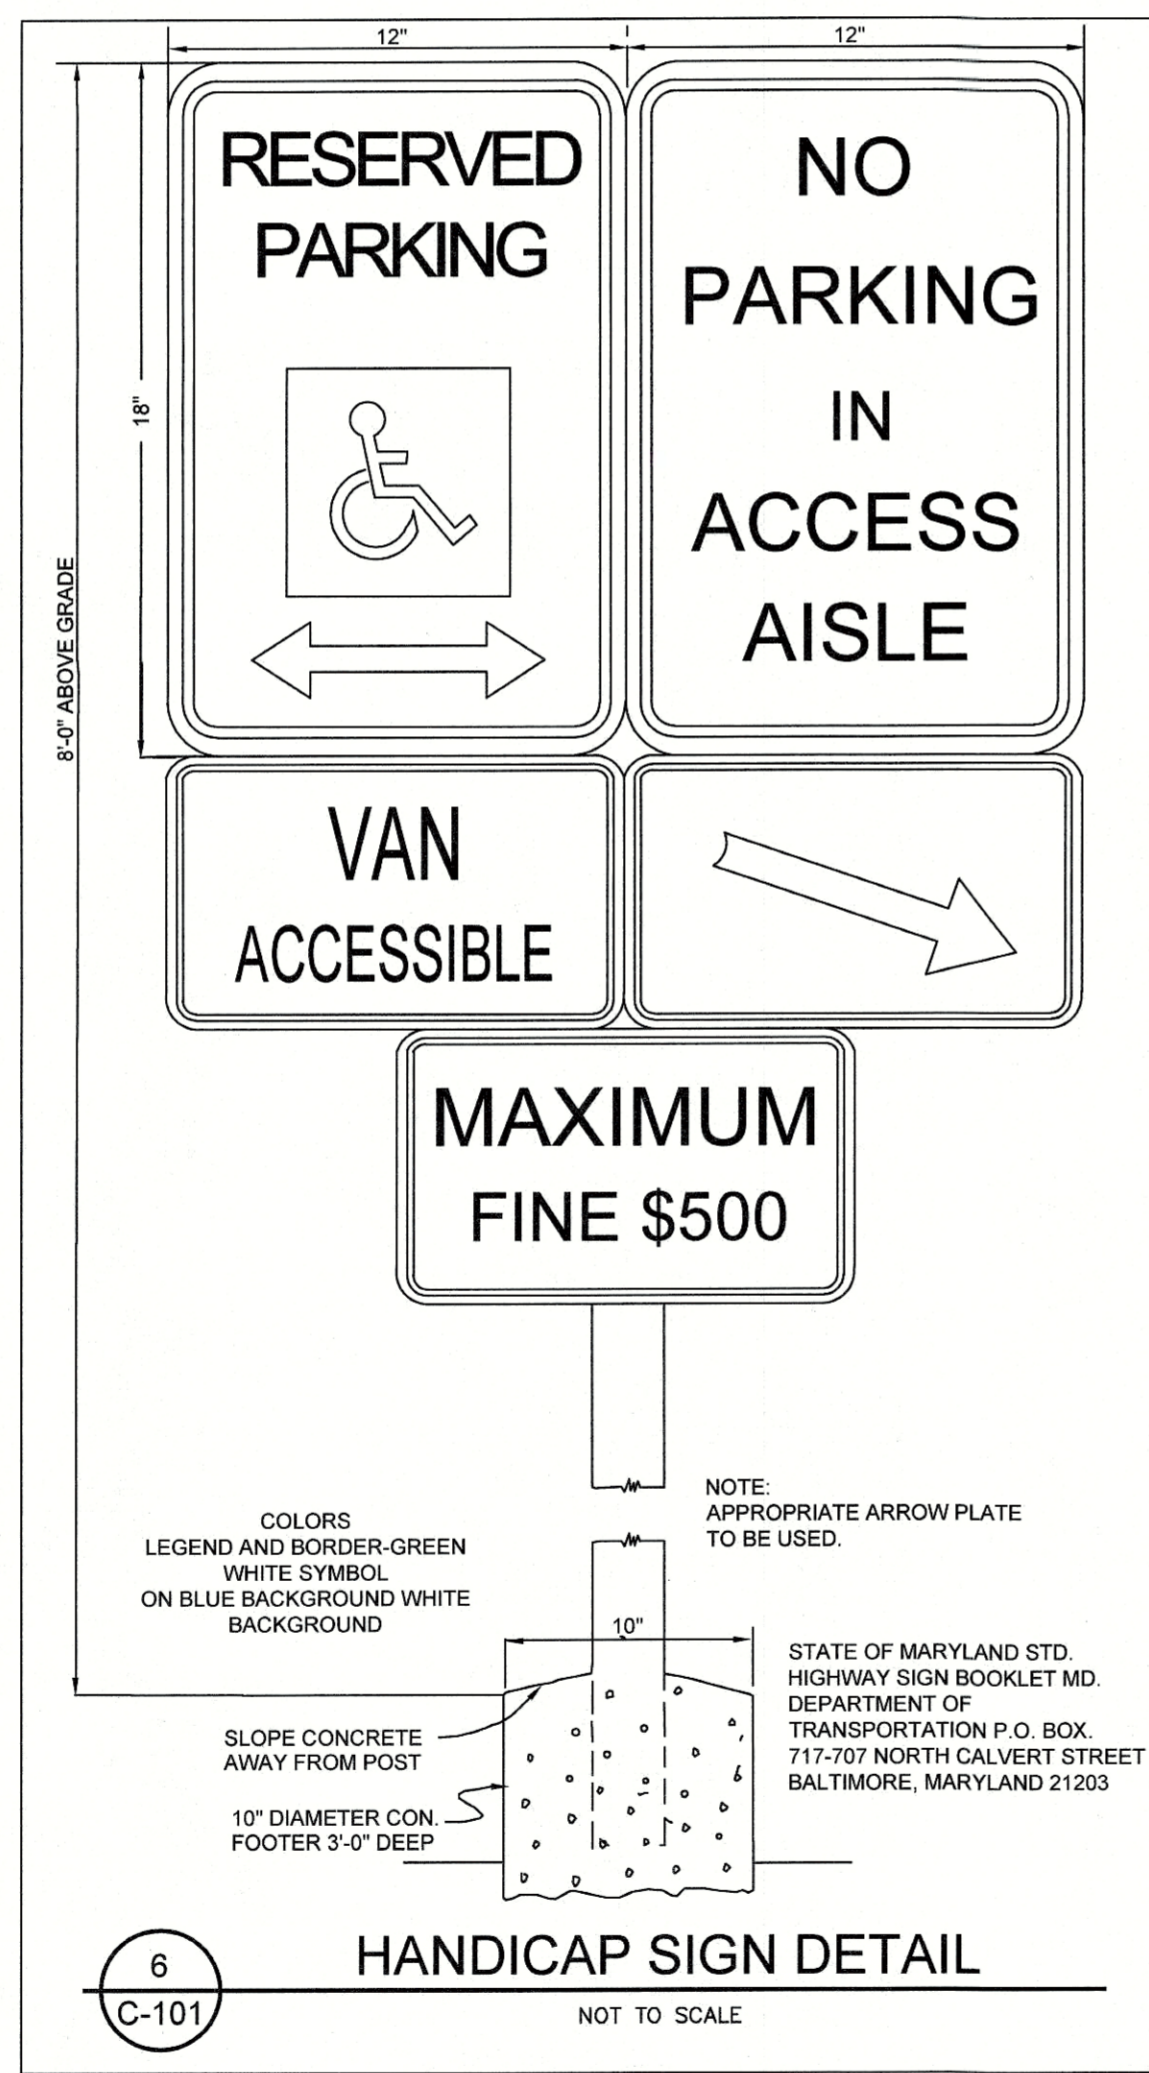 12"
12"
RESERVED
PARKING
NO
PARKING
IN
ACCESS
AISLE
18"
8'-0" ABOVE GRADE
VAN
ACCESSIBLE
MAXIMUM
FINE $500
NOTE:
APPROPRIATE ARROW PLATE
TO BE USED.
COLORS
LEGEND AND BORDER-GREEN
WHITE SYMBOL
ON BLUE BACKGROUND WHITE
BACKGROUND
10"
STATE OF MARYLAND STD.
HIGHWAY SIGN BOOKLET MD.
DEPARTMENT OF
TRANSPORTATION P.O. BOX.
717-707 NORTH CALVERT STREET
BALTIMORE, MARYLAND 21203
SLOPE CONCRETE
AWAY FROM POST
10" DIAMETER CON.
FOOTER 3'-0" DEEP
6
C-101
HANDICAP SIGN DETAIL
NOT TO SCALE